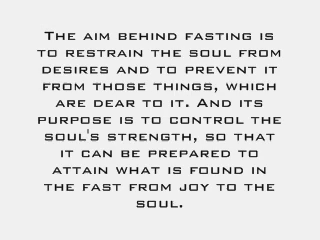 The aim behind fasting is
to restrain the soul from
desires and to prevent it
from those things, which
are dear to it. And its
purpose is to control the
soul's strength, so that
it can be prepared to
attain what is found in
the fast from joy to the
soul.